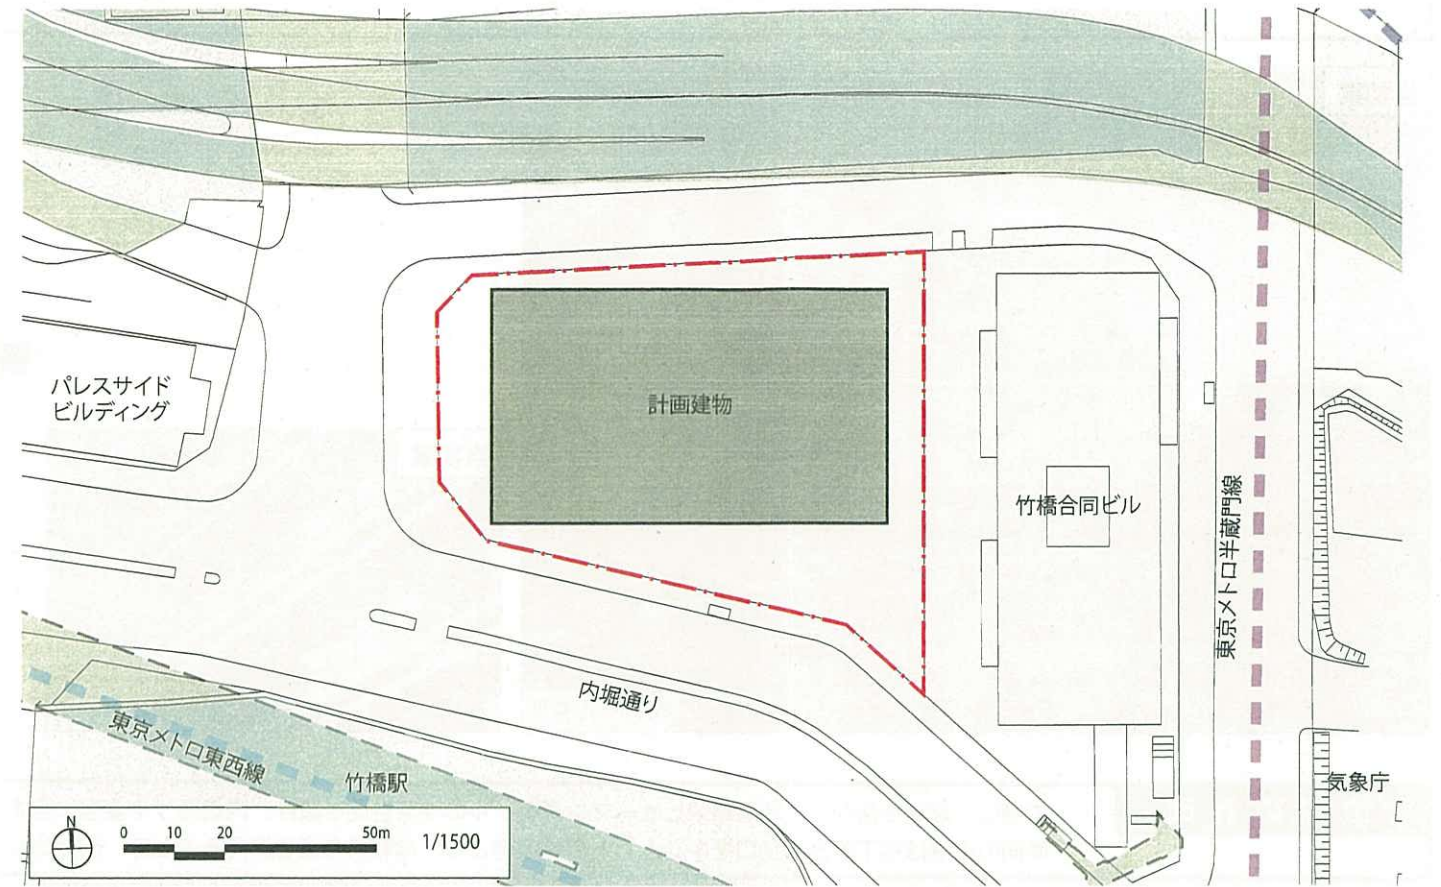 パレスサイド
ビルディング
計画建物
竹橋合同ビル
東京メトロ半蔵門線
内堀通り
東京メトロ東西線
竹橋駅
気象庁
N
0 10 20 50m
1/1500